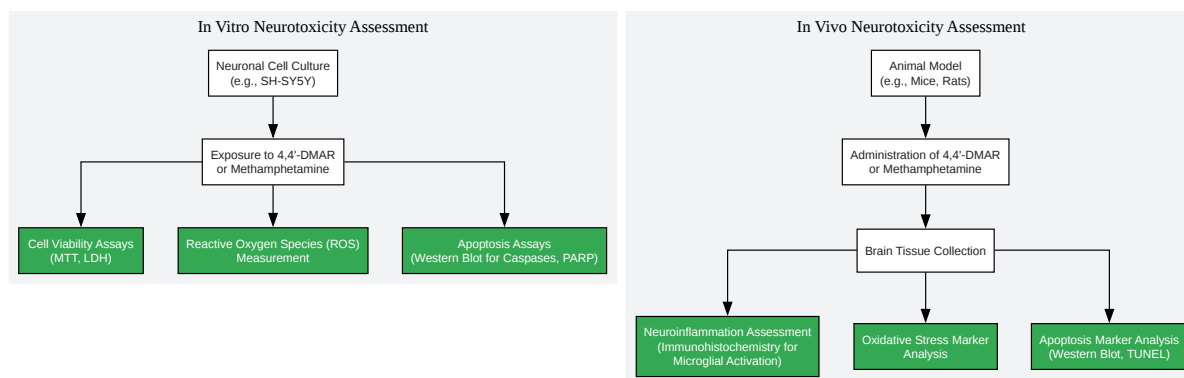 In Vitro Neurotoxicity Assessment
Neuronal Cell Culture
(e.g., SH-SY5Y)
Exposure to 4,4'-DMAR
or Methamphetamine
Cell Viability Assays
(MTT, LDH)
Reactive Oxygen Species (ROS)
Measurement
Apoptosis Assays
(Western Blot for Caspases, PARP)
In Vivo Neurotoxicity Assessment
Animal Model
(e.g., Mice, Rats)
Administration of 4,4'-DMAR
or Methamphetamine
Brain Tissue Collection
Neuroinflammation Assessment
(Immunohistochemistry for
Microglial Activation)
Oxidative Stress Marker
Analysis
Apoptosis Marker Analysis
(Western Blot, TUNEL)